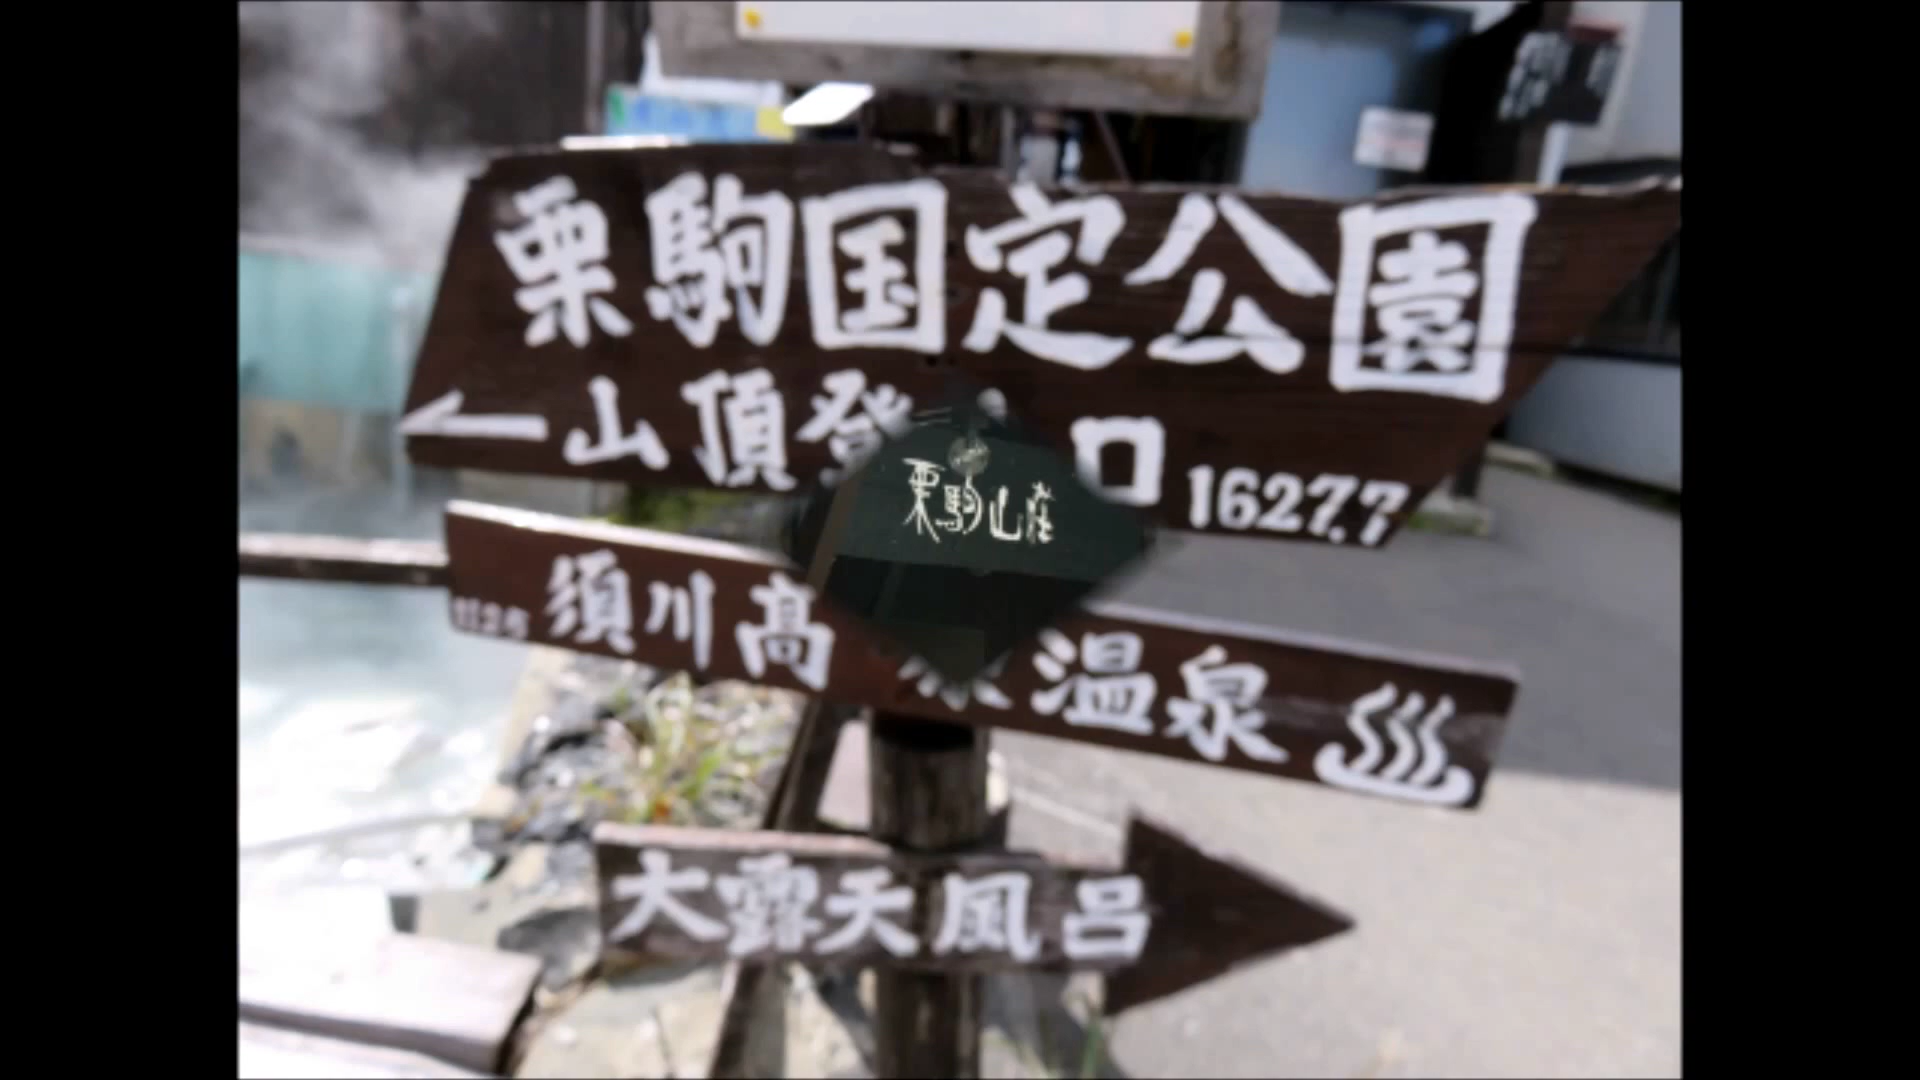 栗駒国定公園
山頂登 口 1627.7
栗駒山荘
須川高 温泉
大露天風呂